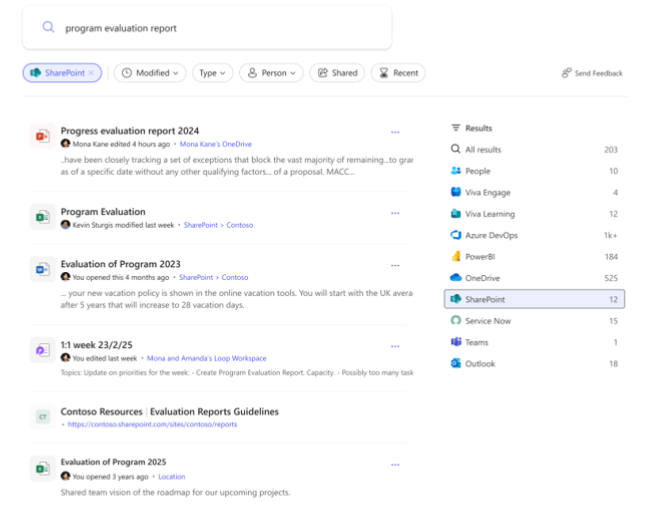 program evaluation report
SharePoint × Modified Type Person Shared Recent Send Feedback
Progress evaluation report 2024
Mona Kane edited 4 hours ago • Mona Kane's OneDrive
..have been closely tracking a set of exceptions that block the vast majority of remaining...to grar
as of a specific date without any other qualifying factors... of a proposal. MACC...
Program Evaluation
Kevin Sturgis modified last week • SharePoint > Contoso
Evaluation of Program 2023
You opened this 4 months ago • SharePoint > Contoso
... your new vacation policy is shown in the online vacation tools. You will start with the UK avera
after 5 years that will increase to 28 vacation days.
1:1 week 23/2/25
You edited last week • Mona and Amanda's Loop Workspace
Topics: Update on priorities for the week: - Create Program Evaluation Report. Capacity. - Possibly too many task
CT
Contoso Resources | Evaluation Reports Guidelines
• https://contoso.sharepoint.com/sites/contoso/reports
Evaluation of Program 2025
You opened 3 years ago • Location
Shared team vision of the roadmap for our upcoming projects.
Results
All results 203
People 10
Viva Engage 4
Viva Learning 12
Azure DevOps 1k+
PowerBI 184
OneDrive 525
SharePoint 12
Service Now 15
Teams 1
Outlook 18